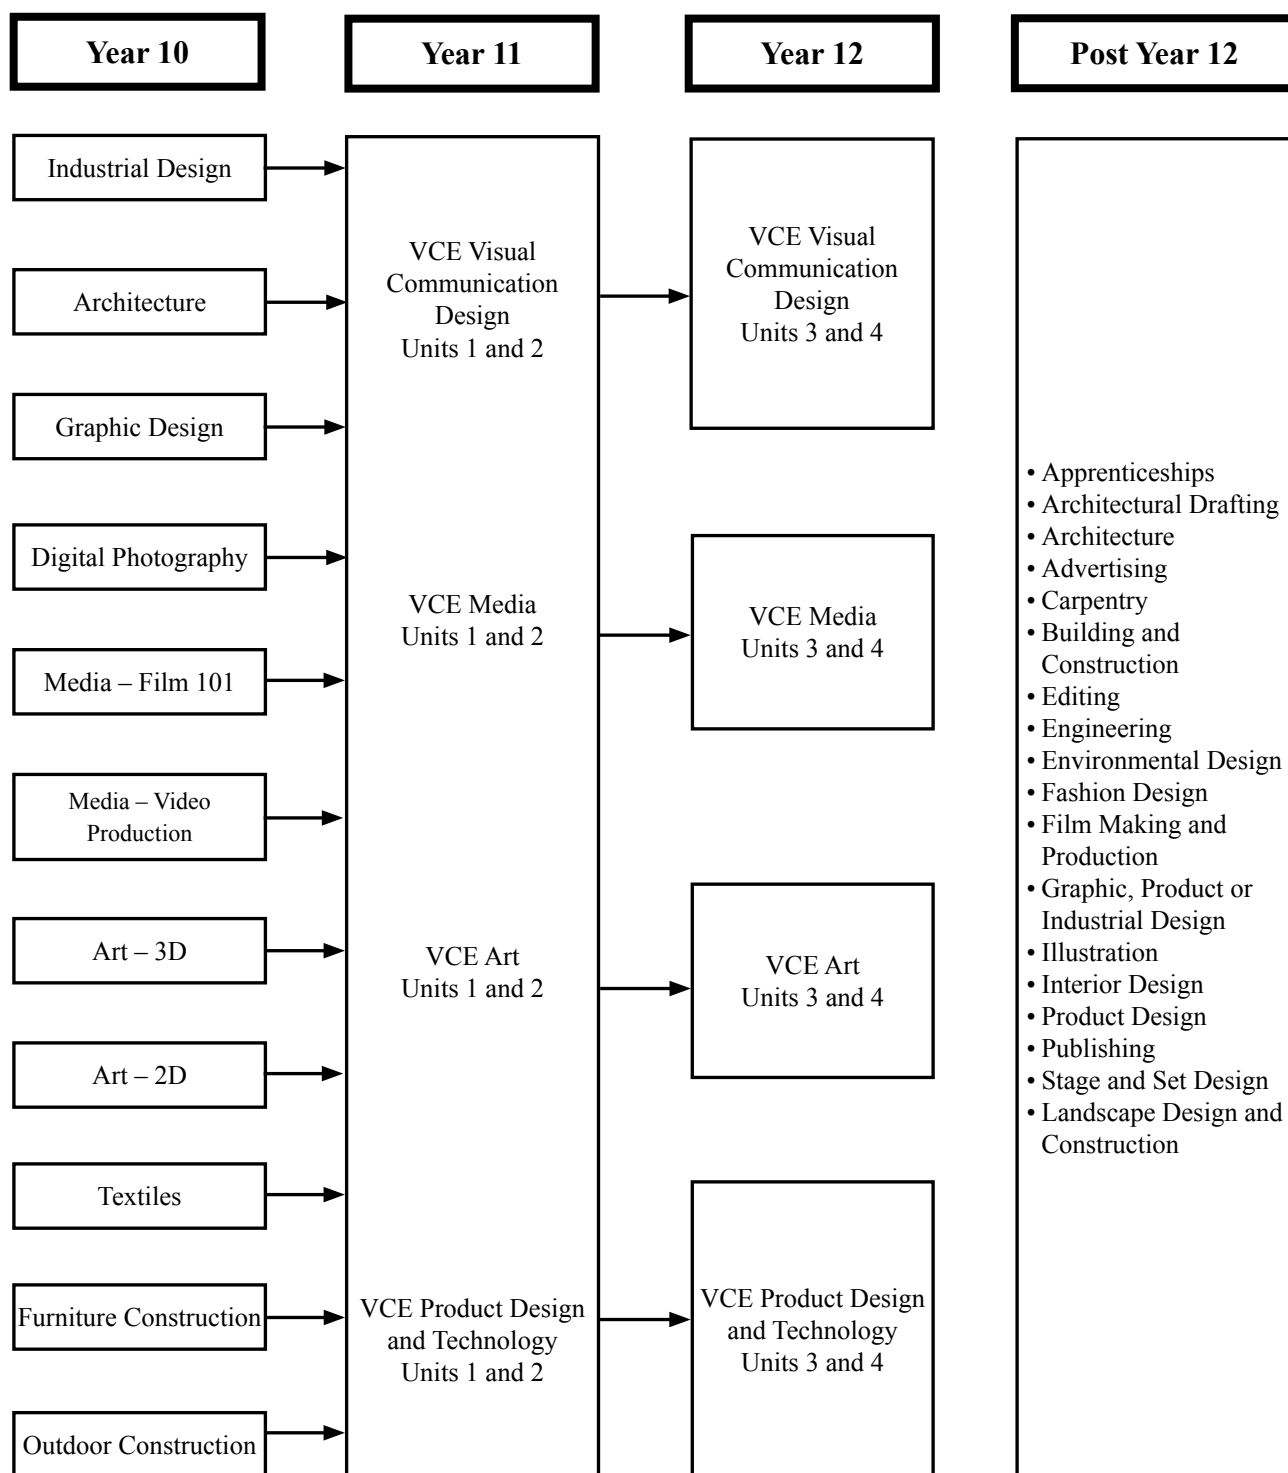 Year 10
Year 11
Year 12
Post Year 12
Industrial Design
Architecture
Graphic Design
Digital Photography
Media – Film 101
Media – Video
Production
Art – 3D
Art – 2D
Textiles
Furniture Construction
Outdoor Construction
VCE Visual
Communication
Design
Units 1 and 2
VCE Media
Units 1 and 2
VCE Art
Units 1 and 2
VCE Product Design
and Technology
Units 1 and 2
VCE Visual
Communication
Design
Units 3 and 4
VCE Media
Units 3 and 4
VCE Art
Units 3 and 4
VCE Product Design
and Technology
Units 3 and 4
• Apprenticeships
• Architectural Drafting
• Architecture
• Advertising
• Carpentry
• Building and
Construction
• Editing
• Engineering
• Environmental Design
• Fashion Design
• Film Making and
Production
• Graphic, Product or
Industrial Design
• Illustration
• Interior Design
• Product Design
• Publishing
• Stage and Set Design
• Landscape Design and
Construction